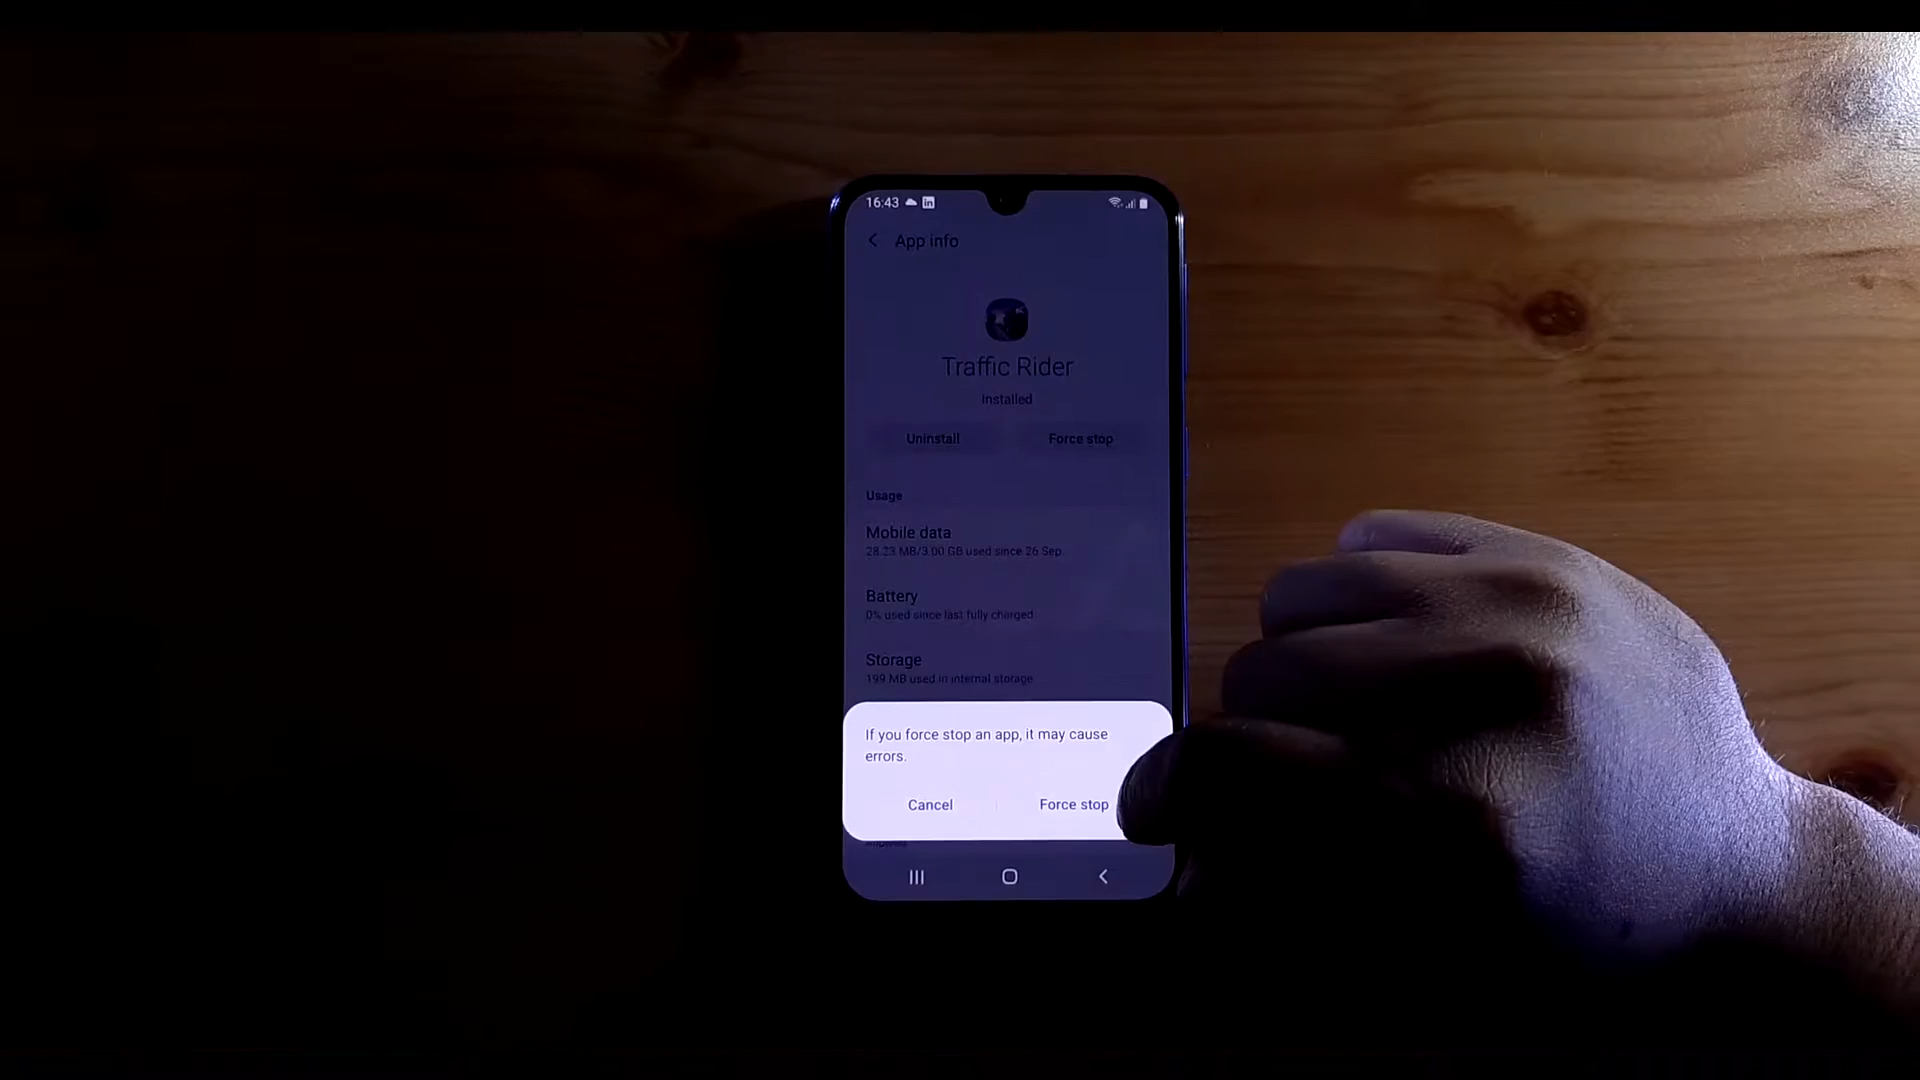 16:43 in
App info
Traffic Rider
Installed
Uninstall Force stop
Usage
Mobile data
28.23 MB/3.00 GB used since 26 Sep.
Battery
0% used since last fully charged
Storage
199 MB used in internal storage
If you force stop an app, it may cause
errors.
Cancel Force stop
Allowed